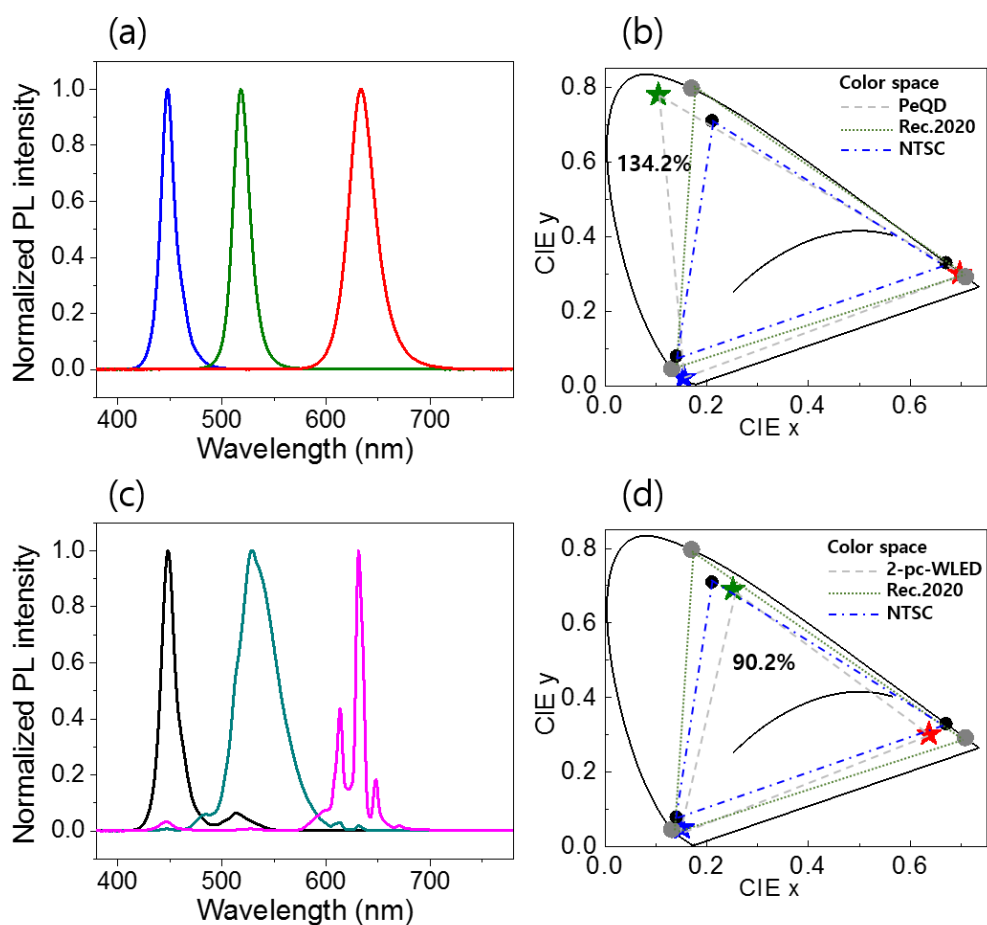 (a)
Normalized PL intensity
1.0
0.8
0.6
0.4
0.2
0.0
400 500 600 700
Wavelength (nm)
(b)
CIE y
0.8
0.6
0.4
0.2
0.0
Color space
PeQD
Rec.2020
NTSC
134.2%
0.0 0.2 0.4 0.6
CIE x
(c)
Normalized PL intensity
1.0
0.8
0.6
0.4
0.2
0.0
400 500 600 700
Wavelength (nm)
(d)
CIE y
0.8
0.6
0.4
0.2
0.0
Color space
2-pc-WLED
Rec.2020
NTSC
90.2%
0.0 0.2 0.4 0.6
CIE x